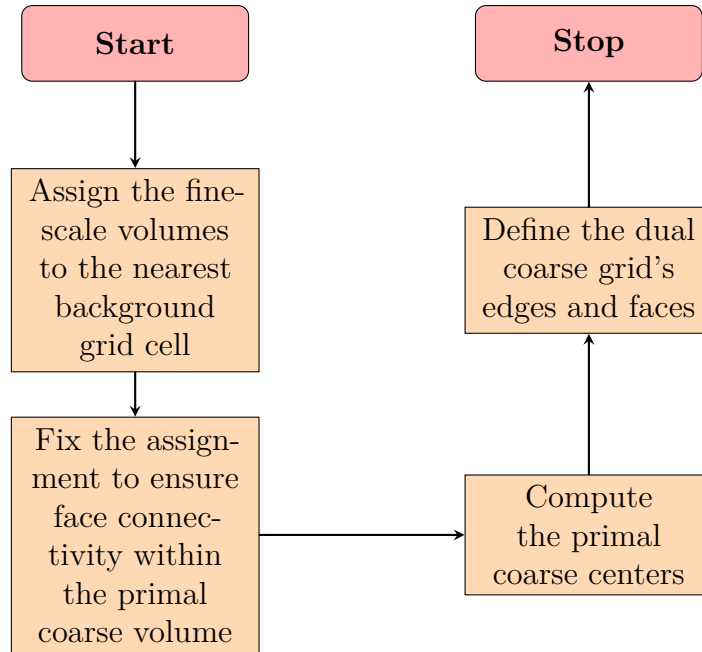 Start
Assign the fine-
scale volumes
to the nearest
background
grid cell
Fix the assign-
ment to ensure
face connec-
tivity within
the primal
coarse volume
Compute
the primal
coarse centers
Define the dual
coarse grid's
edges and faces
Stop